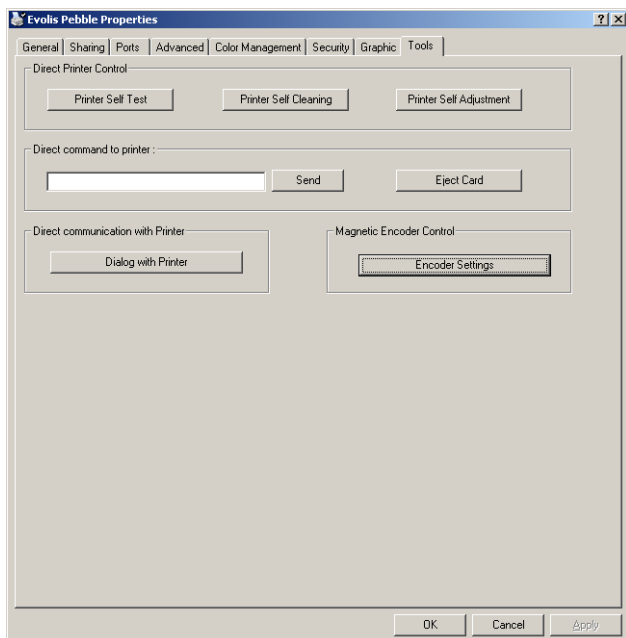 Evolis Pebble Properties
General Sharing Ports Advanced Color Management Security Graphic Tools
Direct Printer Control
Printer Self Test Printer Self Cleaning Printer Self Adjustment
Direct command to printer :
Send Eject Card
Direct communication with Printer Magnetic Encoder Control
Dialog with Printer Encoder Settings
OK Cancel Apply